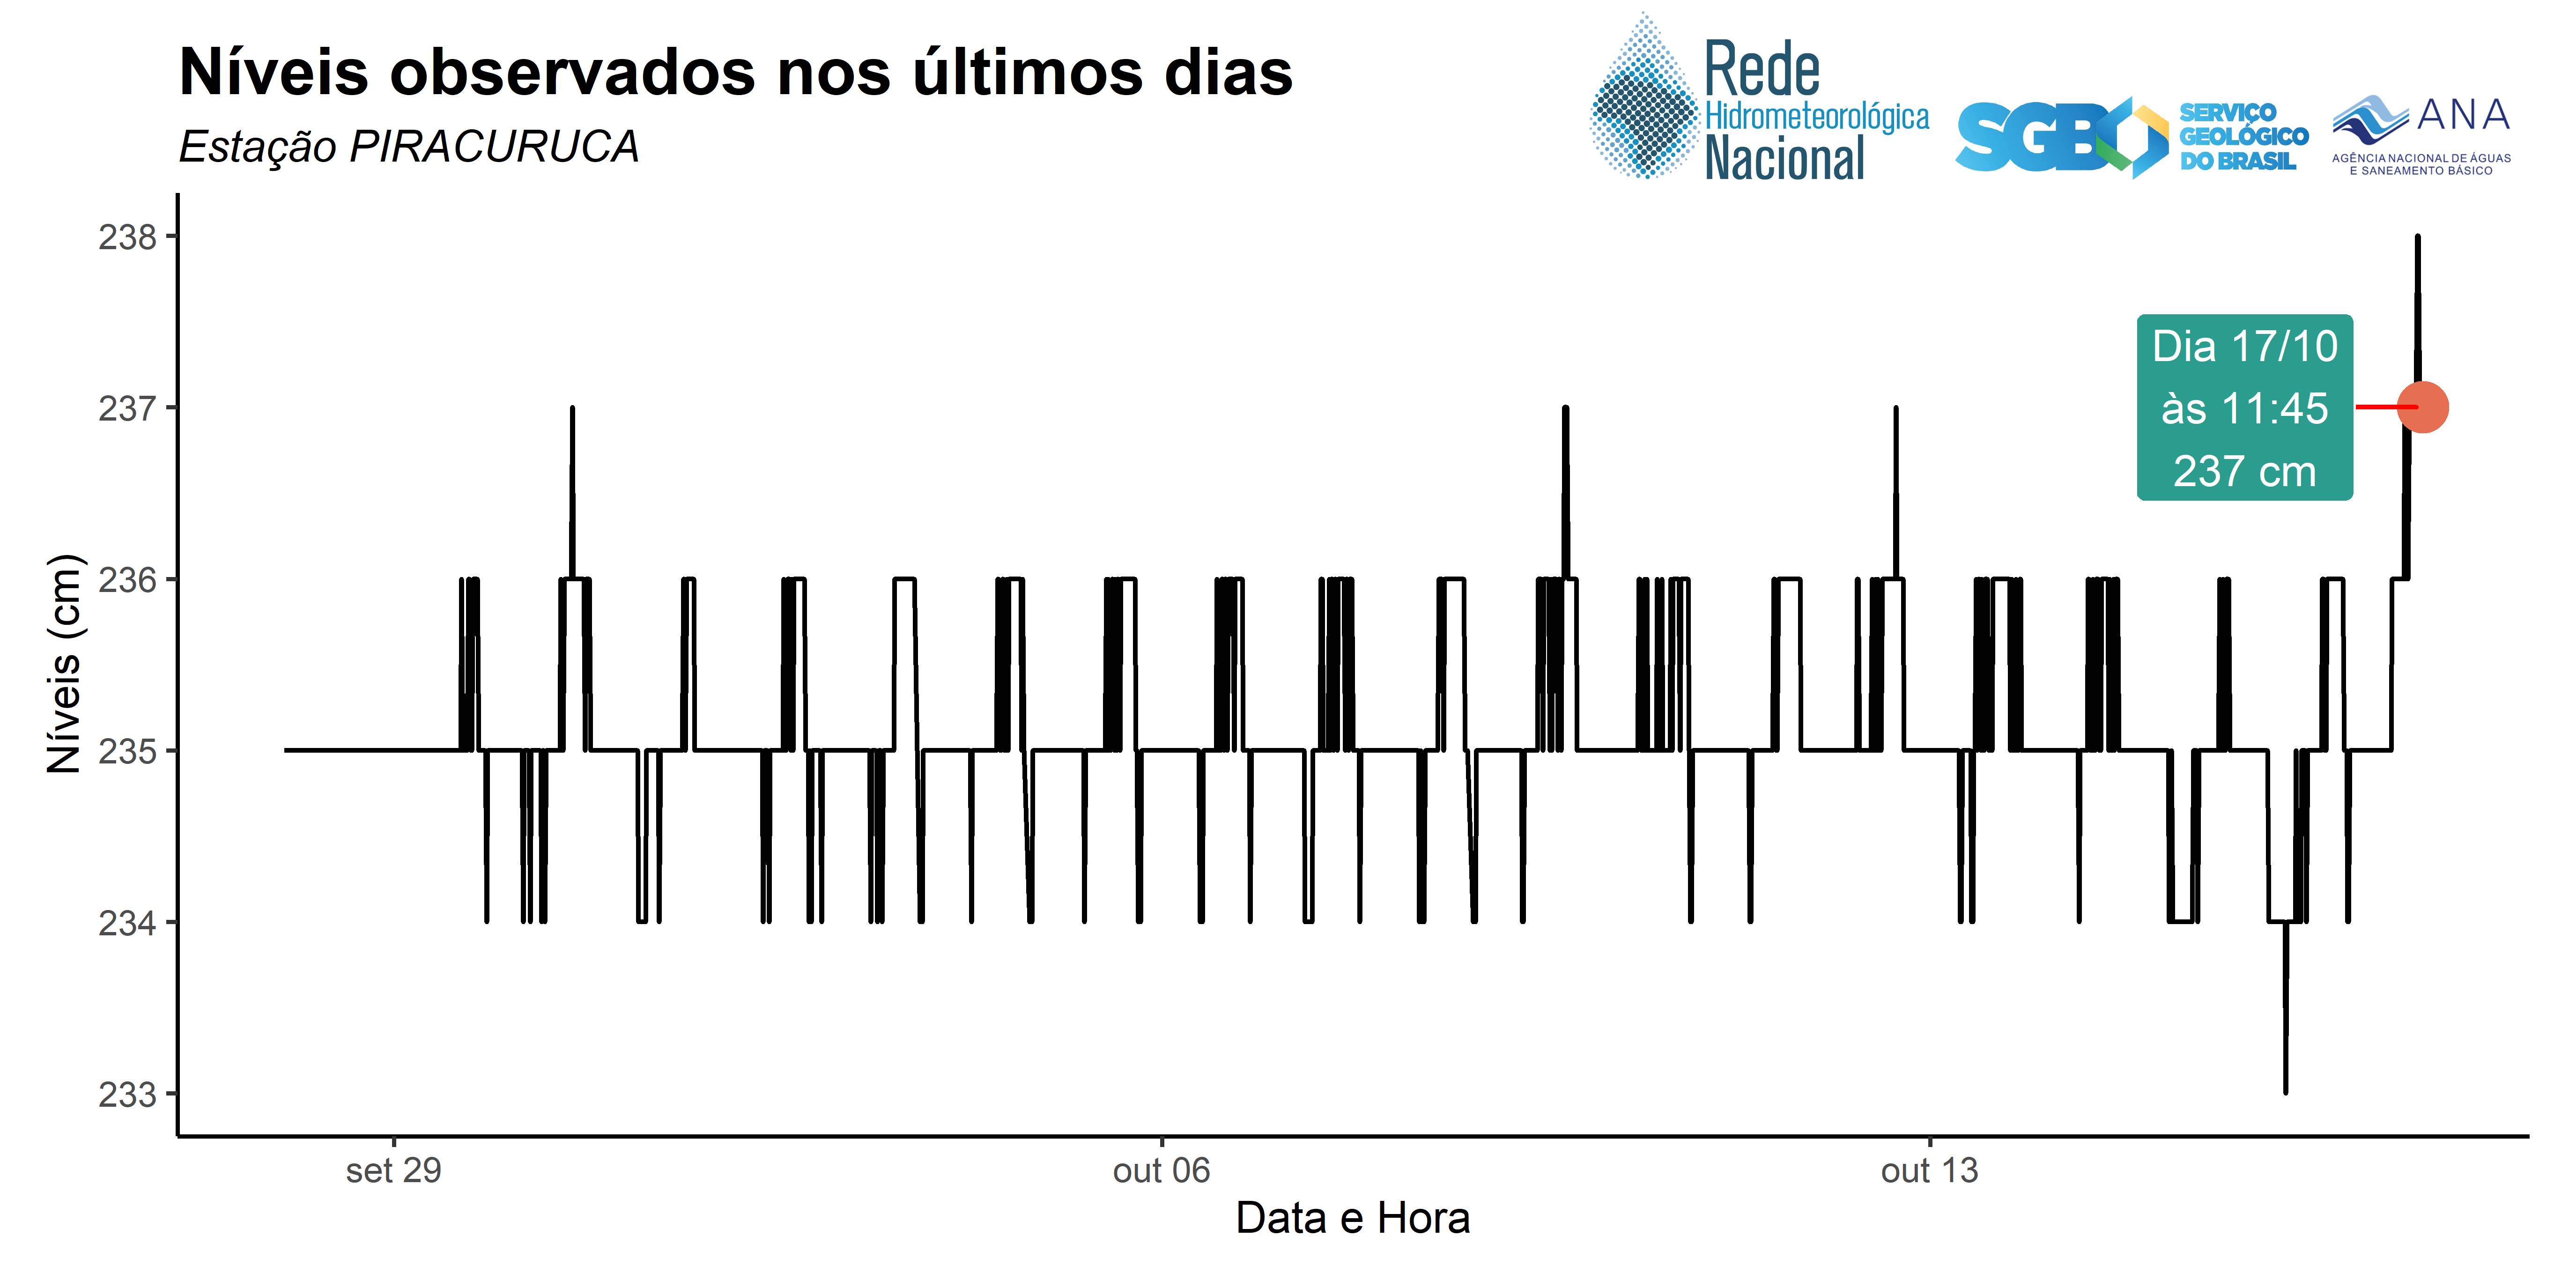 Níveis observados nos últimos dias
Estação PIRACURUCA
Rede
Hidrometeorológica
Nacional
SGB
SERVIÇO
GEOLÓGICO
DO BRASIL
ANA
AGÊNCIA NACIONAL DE ÁGUAS
E SANEAMENTO BÁSICO
Níveis (cm)
238
237
236
235
234
233
Dia 17/10
às 11:45
237 cm
set 29
out 06
out 13
Data e Hora